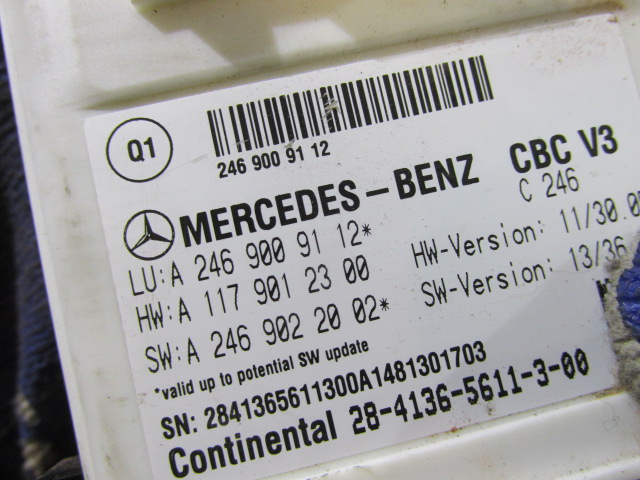 Q1
246 900 91 12
MERCEDES-BENZ CBC V3
C 246
LU:A 246 900 91 12*
HW:A 117 901 23 00
SW:A 246 902 20 02*
HW-Version: 11/30.0
SW-Version: 13/36
*valid up to potential SW update
SN: 2841365611300A1481301703
Continental 28-4136-5611-3-00